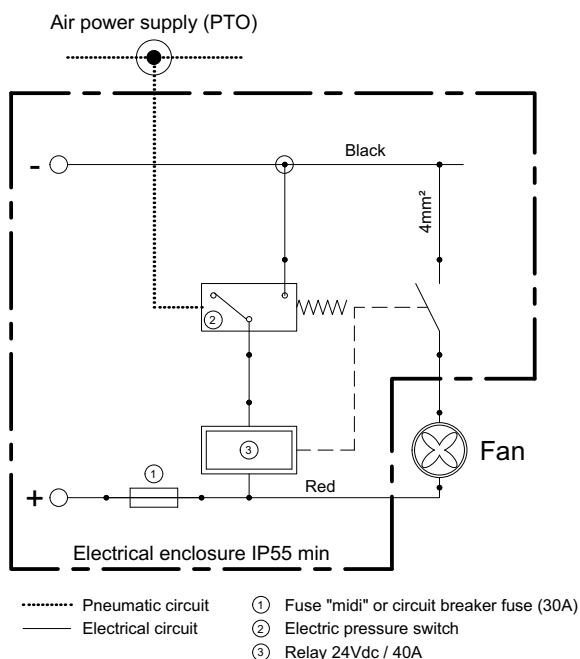 Air power supply (PTO)
-
Black
4mm²
2
3
Fan
1
+
Red
Electrical enclosure IP55 min
Pneumatic circuit
Electrical circuit
1 Fuse "midi" or circuit breaker fuse (30A)
2 Electric pressure switch
3 Relay 24Vdc / 40A